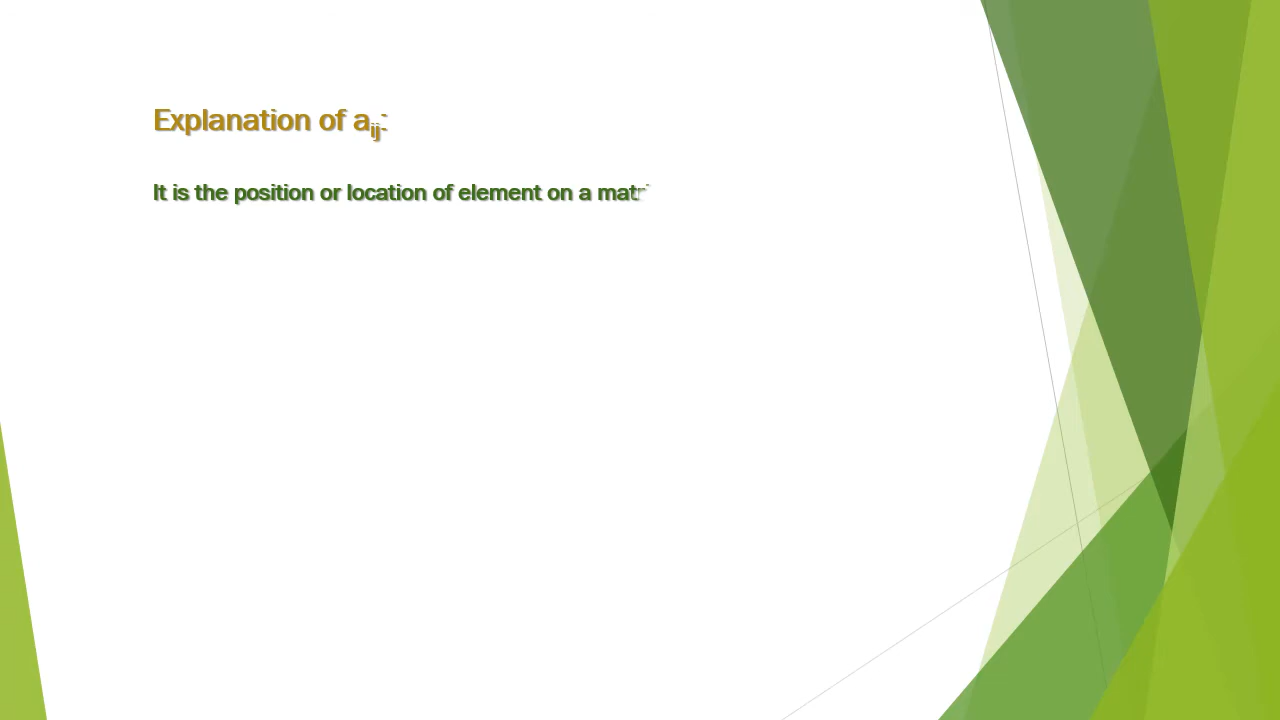 Explanation of aij:
It is the position or location of element on a